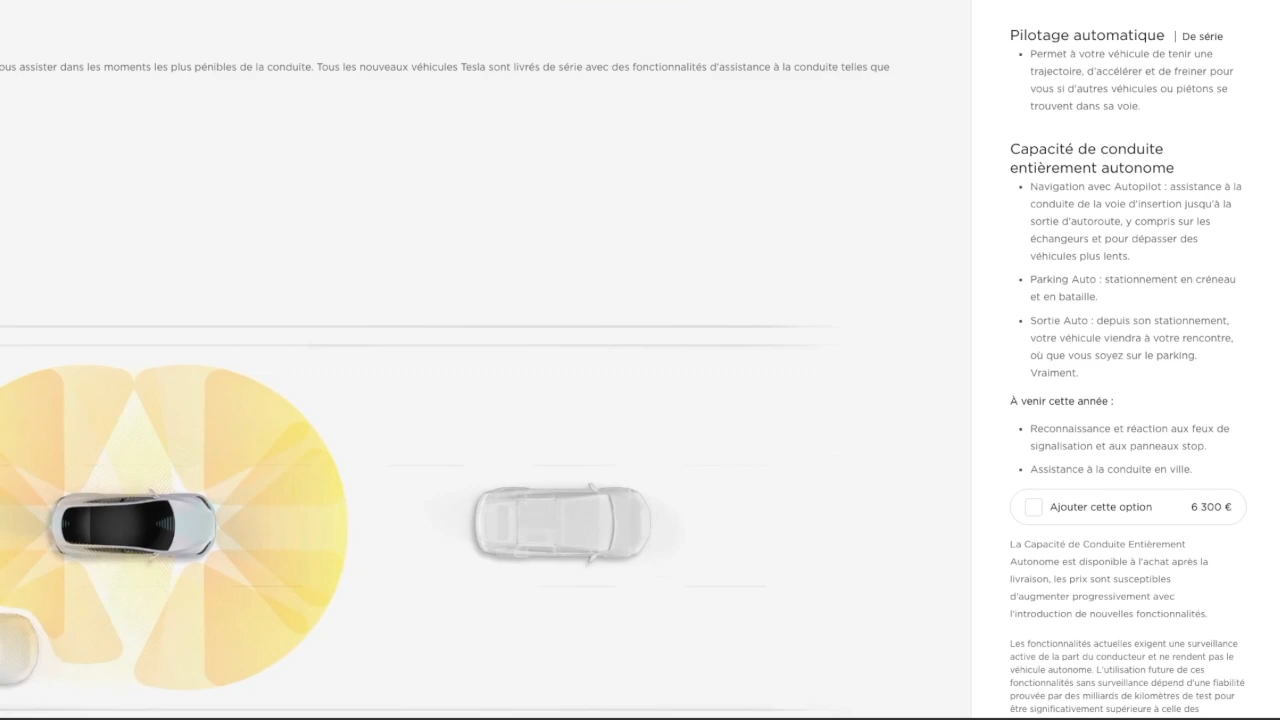 ous assister dans les moments les plus pénibles de la conduite. Tous les nouveaux véhicules Tesla sont livrés de série avec des fonctionnalités d'assistance à la conduite telles que
Pilotage automatique | De série
• Permet à votre véhicule de tenir une
trajectoire, d'accélérer et de freiner pour
vous si d'autres véhicules ou piétons se
trouvent dans sa voie.
Capacité de conduite
entièrement autonome
• Navigation avec Autopilot : assistance à la
conduite de la voie d'insertion jusqu'à la
sortie d'autoroute, y compris sur les
échangeurs et pour dépasser des
véhicules plus lents.
• Parking Auto : stationnement en créneau
et en bataille.
• Sortie Auto : depuis son stationnement,
votre véhicule viendra à votre rencontre,
où que vous soyez sur le parking.
Vraiment.
À venir cette année :
• Reconnaissance et réaction aux feux de
signalisation et aux panneaux stop.
• Assistance à la conduite en ville.
Ajouter cette option 6 300 €
La Capacité de Conduite Entièrement
Autonome est disponible à l'achat après la
livraison, les prix sont susceptibles
d'augmenter progressivement avec
l'introduction de nouvelles fonctionnalités.
Les fonctionnalités actuelles exigent une surveillance
active de la part du conducteur et ne rendent pas le
véhicule autonome. L'utilisation future de ces
fonctionnalités sans surveillance dépend d'une fiabilité
prouvée par des milliards de kilomètres de test pour
être significativement supérieure à celle des